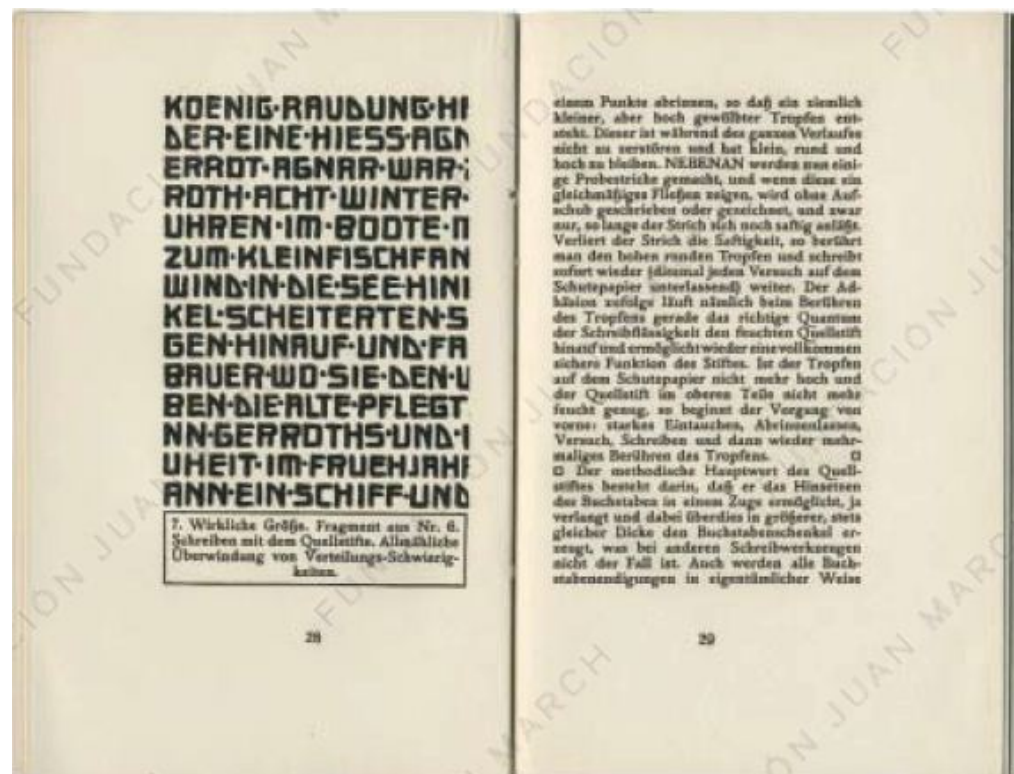 KOENIG·RAUDUNG·HI
DER·EINE·HIESS·AGN
ERROT·AGNAR·WAR·
ROTH·ACHT·WINTER·
UHREN·IM·BOOTE·
ZUM·KLEINFISCHFAN
WIND·IN·DIE·SEE·HINI
KEL·SCHEITERTEN·S
GEN·HINAUF·UND·FA
BAUER·WO·SIE·DEN·
BEN·DIE·ALTE·PFLEGT
NN·GERROTHS·UND·
UHEIT·IM·FRUEHJAHR
ANN·EIN·SCHIFF·UND
7. Wirkliche Größe. Fragment aus Nr. 6.
Schreiben mit dem Quellstifte. Allmähliche
Überwindung von Verteilungs-Schwierig-
keiten.
28
einem Punkte abrinnen, so daß ein ziemlich
kleiner, aber hoch gewölbter Tropfen ent-
steht. Dieser ist während des ganzen Verlaufes
nicht zu zerstören und hat klein, rund und
hoch zu bleiben. NEBENAN werden nun eini-
ge Probestriche gemacht, und wenn diese ein
gleichmäßiges Fließen zeigen, wird ohne Auf-
schub geschrieben oder gezeichnet, und zwar
nur, so lange der Strich sich noch saftig anläßt.
Verliert der Strich die Saftigkeit, so berührt
man den hohen runden Tropfen und schreibt
sofort wieder (diesmal jeden Versuch auf dem
Schutzpapier unterlassend) weiter. Der Ad-
häsion zufolge läuft nämlich beim Berühren
des Tropfens gerade das richtige Quantum
der Schreibflüssigkeit den feuchten Quellstift
hinauf und ermöglicht wieder eine vollkommen
sichere Funktion des Stiftes. Ist der Tropfen
auf dem Schutzpapier nicht mehr hoch und
der Quellstift im oberen Teile nicht mehr
feucht genug, so beginnt der Vorgang von
vorne: starkes Eintauchen, Abrinnenlassen,
Versuch, Schreiben und dann wieder mehr-
maliges Berühren des Tropfens.
Der methodische Hauptwert des Quell-
stiftes besteht darin, daß er das Hinsetzen
des Buchstaben in einem Zuge ermöglicht, ja
verlangt und dabei überdies in größerer, stets
gleicher Dicke den Buchstabenschenkel er-
zeugt, was bei anderen Schreibwerkzeugen
nicht der Fall ist. Auch werden alle Buch-
stabenendigungen in eigentümlicher Weise
29
FUNDACIÓN JUAN MARCH